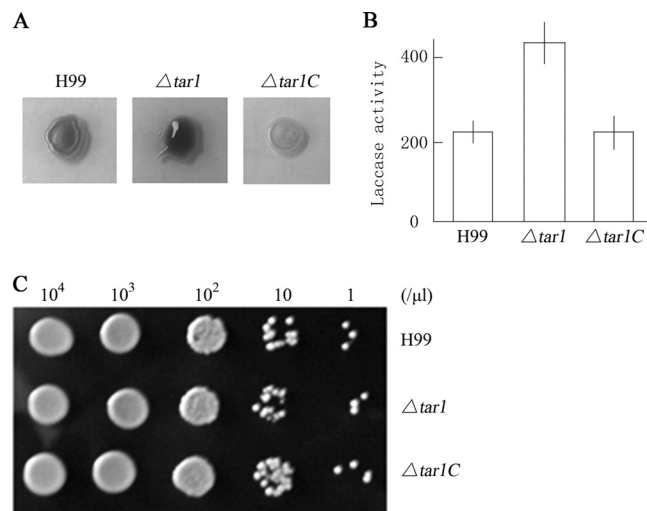 A
H99
△tar1
△tar1C
B
Laccase activity
400
200
0
H99
△tar1
△tar1C
C
10⁴ 10³ 10² 10 1 (/µl)
H99
△tar1
△tar1C